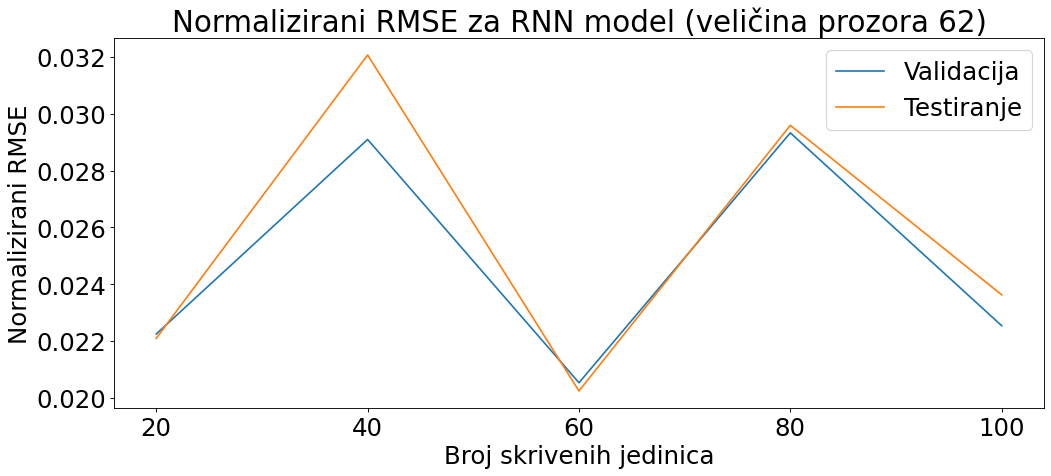 Normalizirani RMSE za RNN model (veličina prozora 62)
Validacija
Testiranje
Normalizirani RMSE
0.032
0.030
0.028
0.026
0.024
0.022
0.020
20 40 60 80 100
Broj skrivenih jedinica